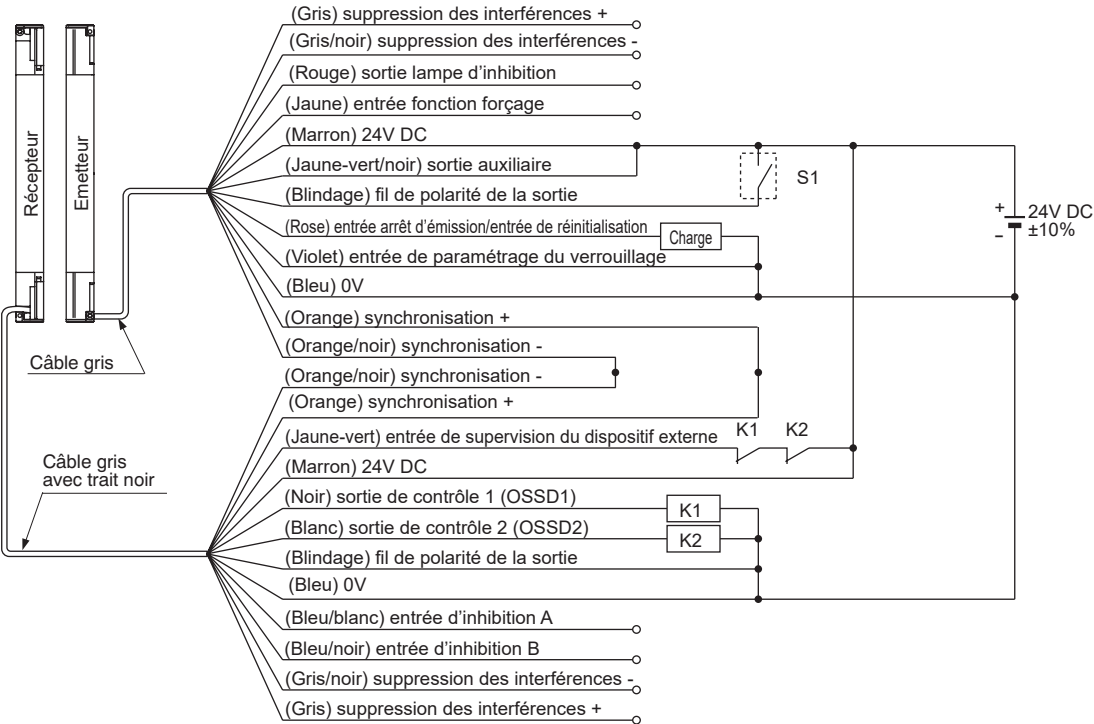 (Gris) suppression des interférences +
(Gris/noir) suppression des interférences -
(Rouge) sortie lampe d'inhibition
(Jaune) entrée fonction forçage
(Marron) 24V DC
(Jaune-vert/noir) sortie auxiliaire
S1
(Blindage) fil de polarité de la sortie
(Rose) entrée arrêt d'émission/entrée de réinitialisation
Charge
(Violet) entrée de paramétrage du verrouillage
(Bleu) 0V
+
-
24V DC
±10%
Récepteur
Emetteur
(Orange) synchronisation +
(Orange/noir) synchronisation -
Câble gris
(Orange/noir) synchronisation -
(Orange) synchronisation +
(Jaune-vert) entrée de supervision du dispositif externe
K1
K2
(Marron) 24V DC
Câble gris
avec trait noir
(Noir) sortie de contrôle 1 (OSSD1)
K1
(Blanc) sortie de contrôle 2 (OSSD2)
K2
(Blindage) fil de polarité de la sortie
(Bleu) 0V
(Bleu/blanc) entrée d'inhibition A
(Bleu/noir) entrée d'inhibition B
(Gris/noir) suppression des interférences -
(Gris) suppression des interférences +